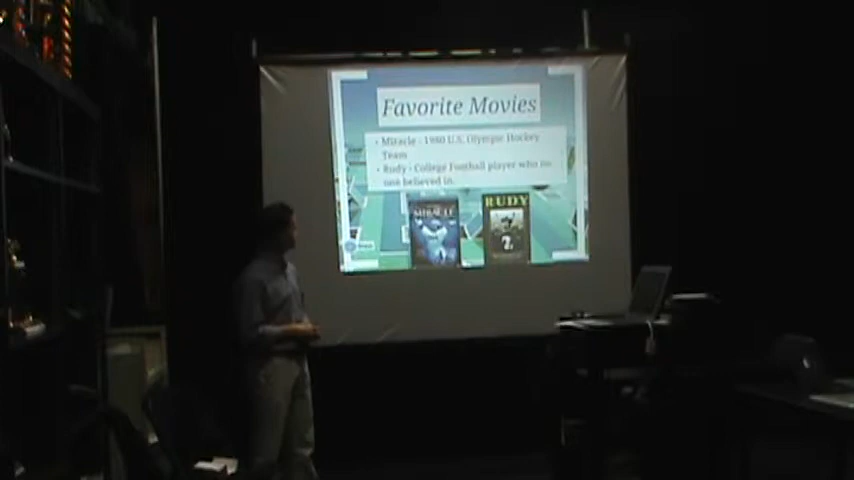 Favorite Movies
• Miracle - 1980 U.S. Olympic Hockey
Team
• Rudy - College Football player who no
one believed in.
MIRACLE
RUDY